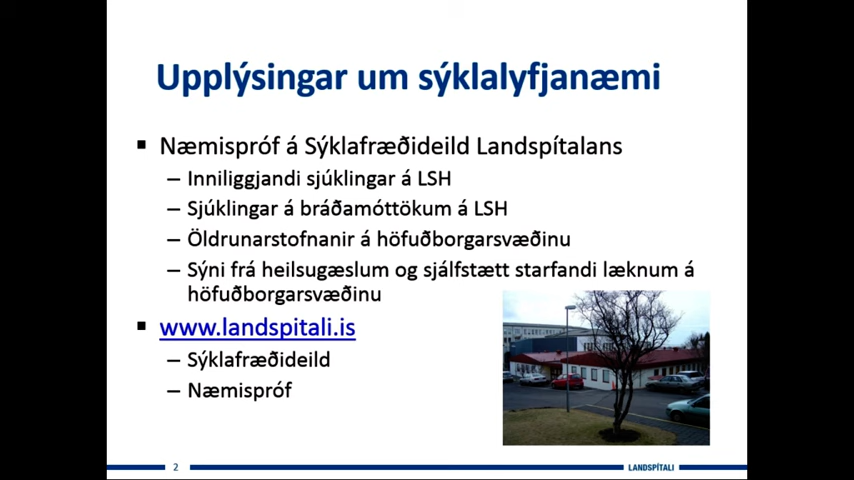 Upplýsingar um sýklalyfjanæmi
▪ Næmispróf á Sýklafræðideild Landspítalans
– Inniliggjandi sjúklingar á LSH
– Sjúklingar á bráðamóttökum á LSH
– Öldrunarstofnanir á höfuðborgarsvæðinu
– Sýni frá heilsugæslum og sjálfstætt starfandi læknum á
höfuðborgarsvæðinu
▪ www.landspitali.is
– Sýklafræðideild
– Næmispróf
2
LANDSPÍTALI